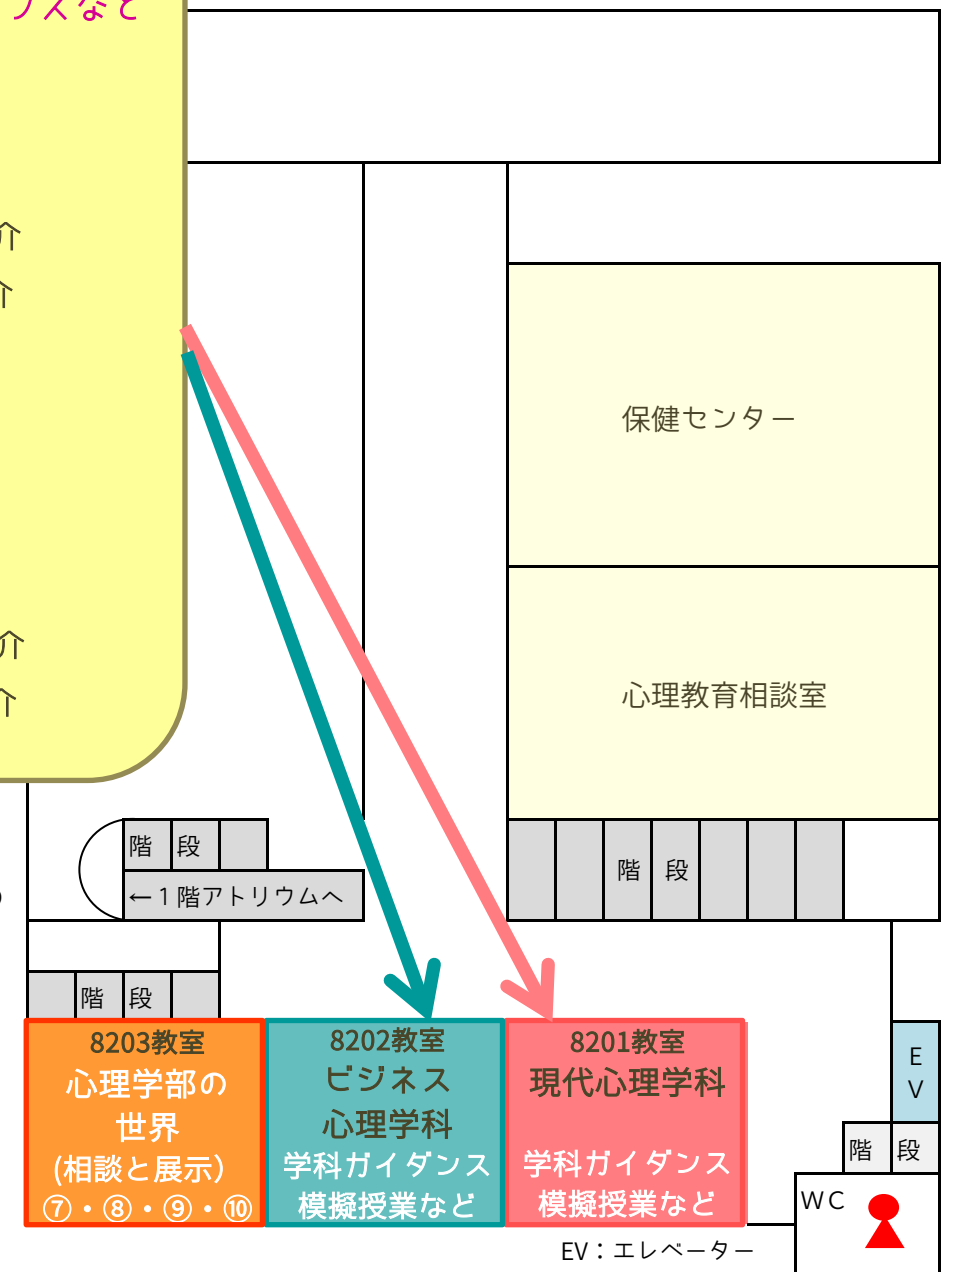 介
介
介
介
保健センター
心理教育相談室
階段
←１階アトリウムへ
階段
階段
8203教室
心理学部の
世界
(相談と展示）
⑦・⑧・⑨・⑩
8202教室
ビジネス
心理学科
学科ガイダンス
模擬授業など
8201教室
現代心理学科
学科ガイダンス
模擬授業など
EV
階段
ＷＣ
EV：エレベーター